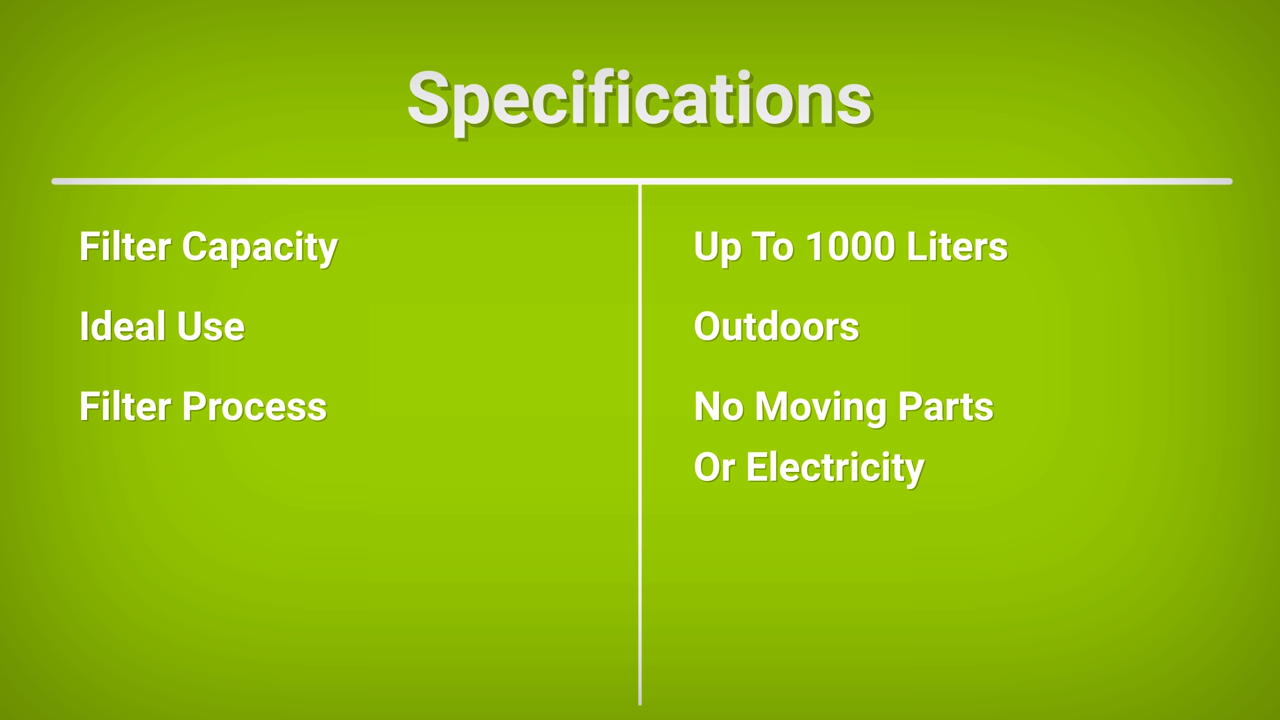 Specifications
Filter Capacity
Up To 1000 Liters
Ideal Use
Outdoors
Filter Process
No Moving Parts
Or Electricity